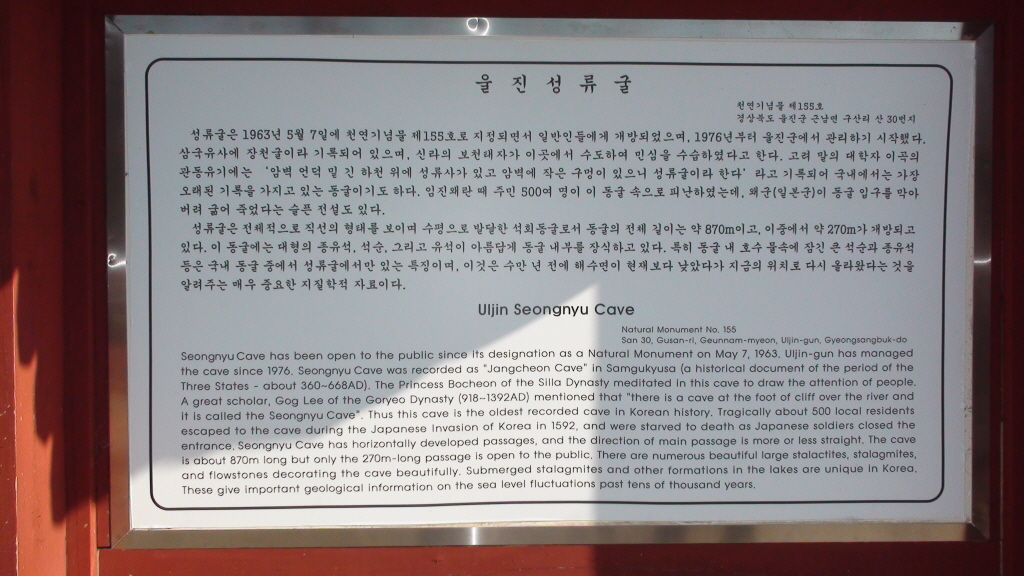 울진성류굴
천연기념물 제155호
경상북도 울진군 근남면 구산리 산 30번지
성류굴은 1963년 5월 7일에 천연기념물 제155호로 지정되면서 일반인들에게 개방되었으며, 1976년부터 울진군에서 관리하기 시작했다.
삼국유사에 장천굴이라 기록되어 있으며, 신라의 보천태자가 이곳에서 수도하여 민심을 수습하였다고 한다. 고려 말의 대학자 이곡의
관동유기에는 '암벽 언덕 밑 긴 하천 위에 성류사가 있고 암벽에 작은 구멍이 있으니 성류굴이라 한다' 라고 기록되어 국내에서는 가장
오래된 기록을 가지고 있는 동굴이기도 하다. 임진왜란 때 주민 500여 명이 이 동굴 속으로 피난하였는데, 왜군(일본군)이 동굴 입구를 막아
버려 굶어 죽었다는 슬픈 전설도 있다.
성류굴은 전체적으로 직선의 형태를 보이며 수평으로 발달한 석회동굴로서 동굴의 전체 길이는 약 870m이고, 이중에서 약 270m가 개방되고
있다. 이 동굴에는 대형의 종유석, 석순, 그리고 유석이 아름답게 동굴 내부를 장식하고 있다. 특히 동굴 내 호수 물속에 잠긴 큰 석순과 종유석
등은 국내 동굴 중에서 성류굴에서만 있는 특징이며, 이것은 수만 년 전에 해수면이 현재보다 낮았다가 지금의 위치로 다시 올라왔다는 것을
알려주는 매우 중요한 지질학적 자료이다.
Uljin Seongnyu Cave
Natural Monument No. 155
San 30, Gusan-ri, Geunnam-myeon, Uljin-gun, Gyeongsangbuk-do
Seongnyu Cave has been open to the public since its designation as a Natural Monument on May 7, 1963. Uljin-gun has managed
the cave since 1976. Seongnyu Cave was recorded as "Jangcheon Cave" in Samgukyusa (a historical document of the period of the
Three States - about 360~668AD). The Princess Bocheon of the Silla Dynasty meditated in this cave to draw the attention of people.
A great scholar, Gog Lee of the Goryeo Dynasty (918~1392AD) mentioned that "there is a cave at the foot of cliff over the river and
it is called the Seongnyu Cave". Thus this cave is the oldest recorded cave in Korean history. Tragically about 500 local residents
escaped to the cave during the Japanese Invasion of Korea in 1592, and were starved to death as Japanese soldiers closed the
entrance. Seongnyu Cave has horizontally developed passages, and the direction of main passage is more or less straight. The cave
is about 870m long but only the 270m-long passage is open to the public. There are numerous beautiful large stalactites, stalagmites,
and flowstones decorating the cave beautifully. Submerged stalagmites and other formations in the lakes are unique in Korea.
These give important geological information on the sea level fluctuations past tens of thousand years.